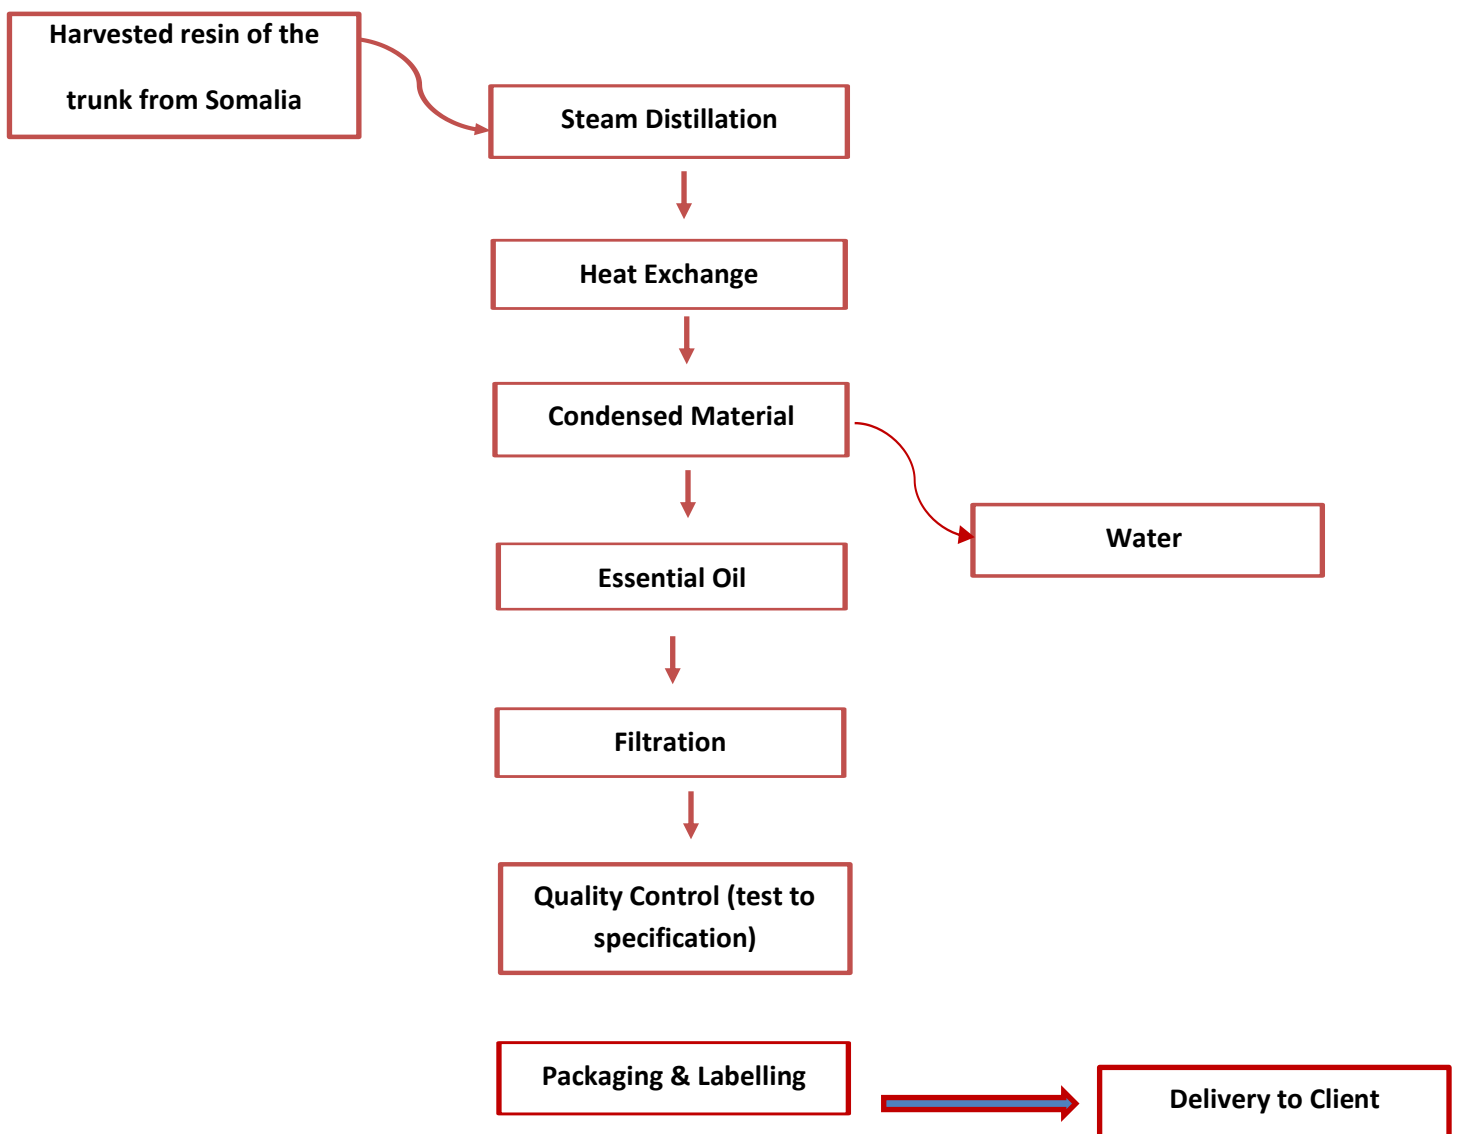 Harvested resin of the
trunk from Somalia
Steam Distillation
Heat Exchange
Condensed Material
Water
Essential Oil
Filtration
Quality Control (test to
specification)
Packaging & Labelling
Delivery to Client